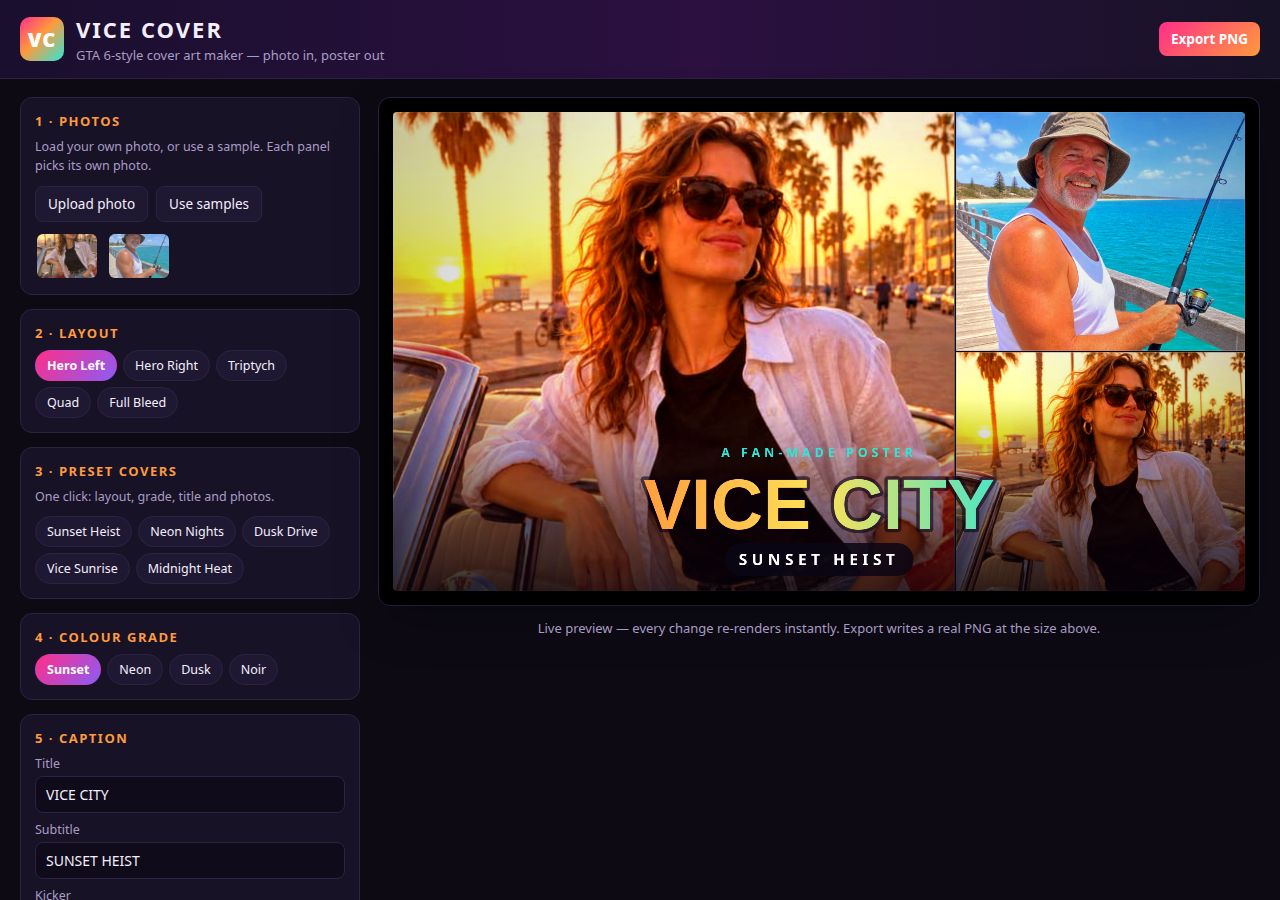 VC
VICE COVER
GTA 6-style cover art maker — photo in, poster out
Export PNG
1 · PHOTOS
Load your own photo, or use a sample. Each panel
picks its own photo.
Upload photo
Use samples
2 · LAYOUT
Hero Left
Hero Right
Triptych
Quad
Full Bleed
3 · PRESET COVERS
One click: layout, grade, title and photos.
Sunset Heist
Neon Nights
Dusk Drive
Vice Sunrise
Midnight Heat
4 · COLOUR GRADE
Sunset
Neon
Dusk
Noir
5 · CAPTION
Title
VICE CITY
Subtitle
SUNSET HEIST
Kicker
A FAN-MADE POSTER
VICE CITY
SUNSET HEIST
Live preview — every change re-renders instantly. Export writes a real PNG at the size above.